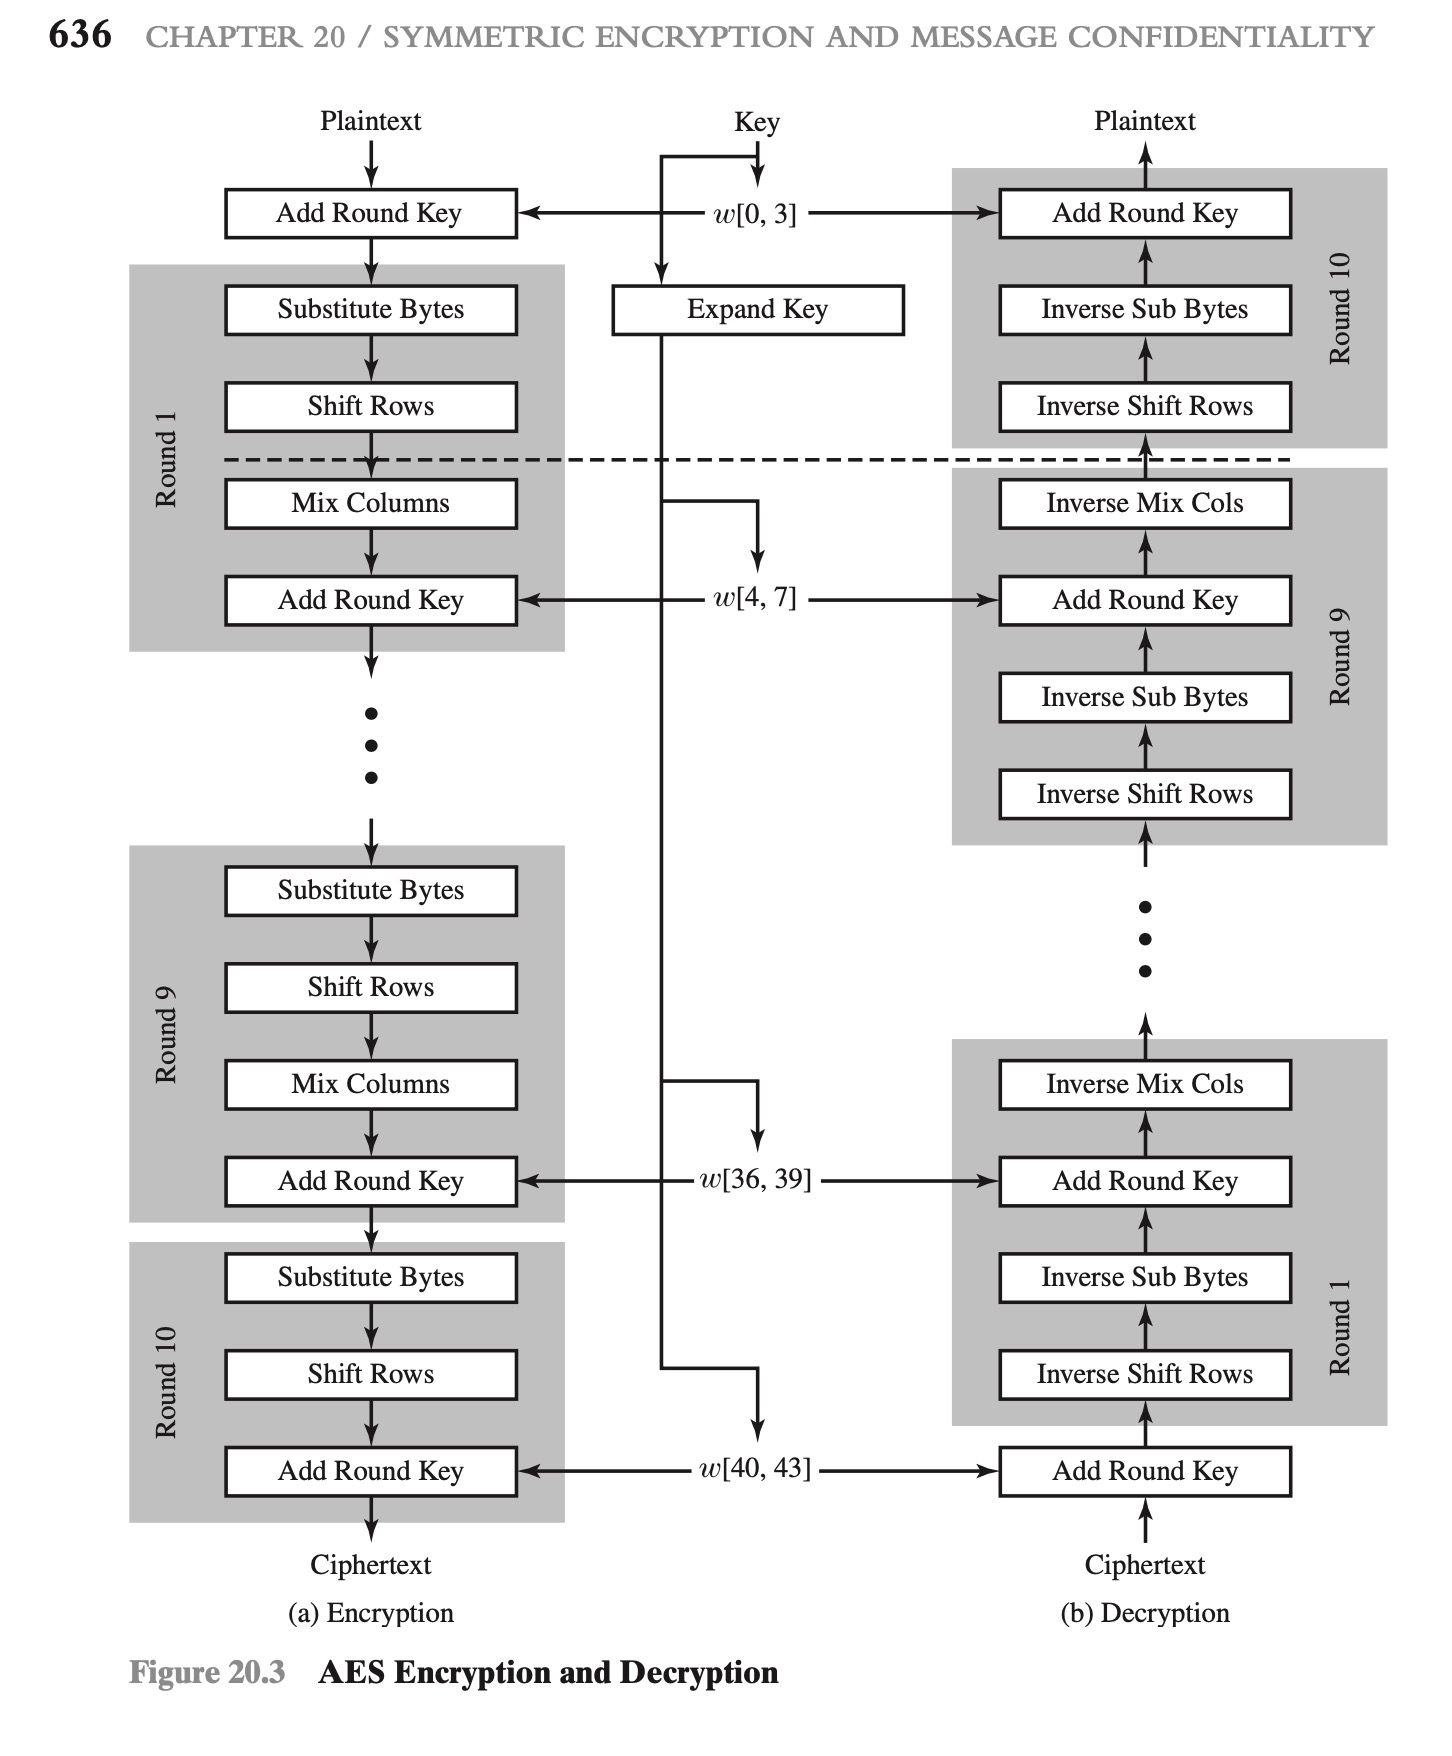 636 CHAPTER 20 / SYMMETRIC ENCRYPTION AND MESSAGE CONFIDENTIALITY
Plaintext
Key
Plaintext
Add Round Key
w[0, 3]
Add Round Key
Substitute Bytes
Expand Key
Inverse Sub Bytes
Round 10
Shift Rows
Inverse Shift Rows
Round 1
Mix Columns
Inverse Mix Cols
Add Round Key
w[4, 7]
Add Round Key
Round 9
Inverse Sub Bytes
Inverse Shift Rows
Substitute Bytes
Shift Rows
Round 9
Mix Columns
Inverse Mix Cols
Add Round Key
w[36, 39]
Add Round Key
Substitute Bytes
Inverse Sub Bytes
Round 1
Round 10
Shift Rows
Inverse Shift Rows
Add Round Key
w[40, 43]
Add Round Key
Ciphertext
Ciphertext
(a) Encryption
(b) Decryption
Figure 20.3 AES Encryption and Decryption